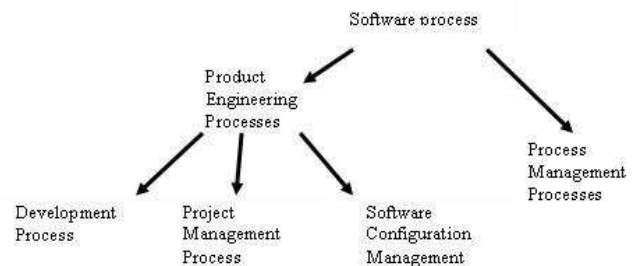 Software process
Product
Engineering
Processes
Process
Management
Processes
Development
Process
Project
Management
Process
Software
Configuration
Management